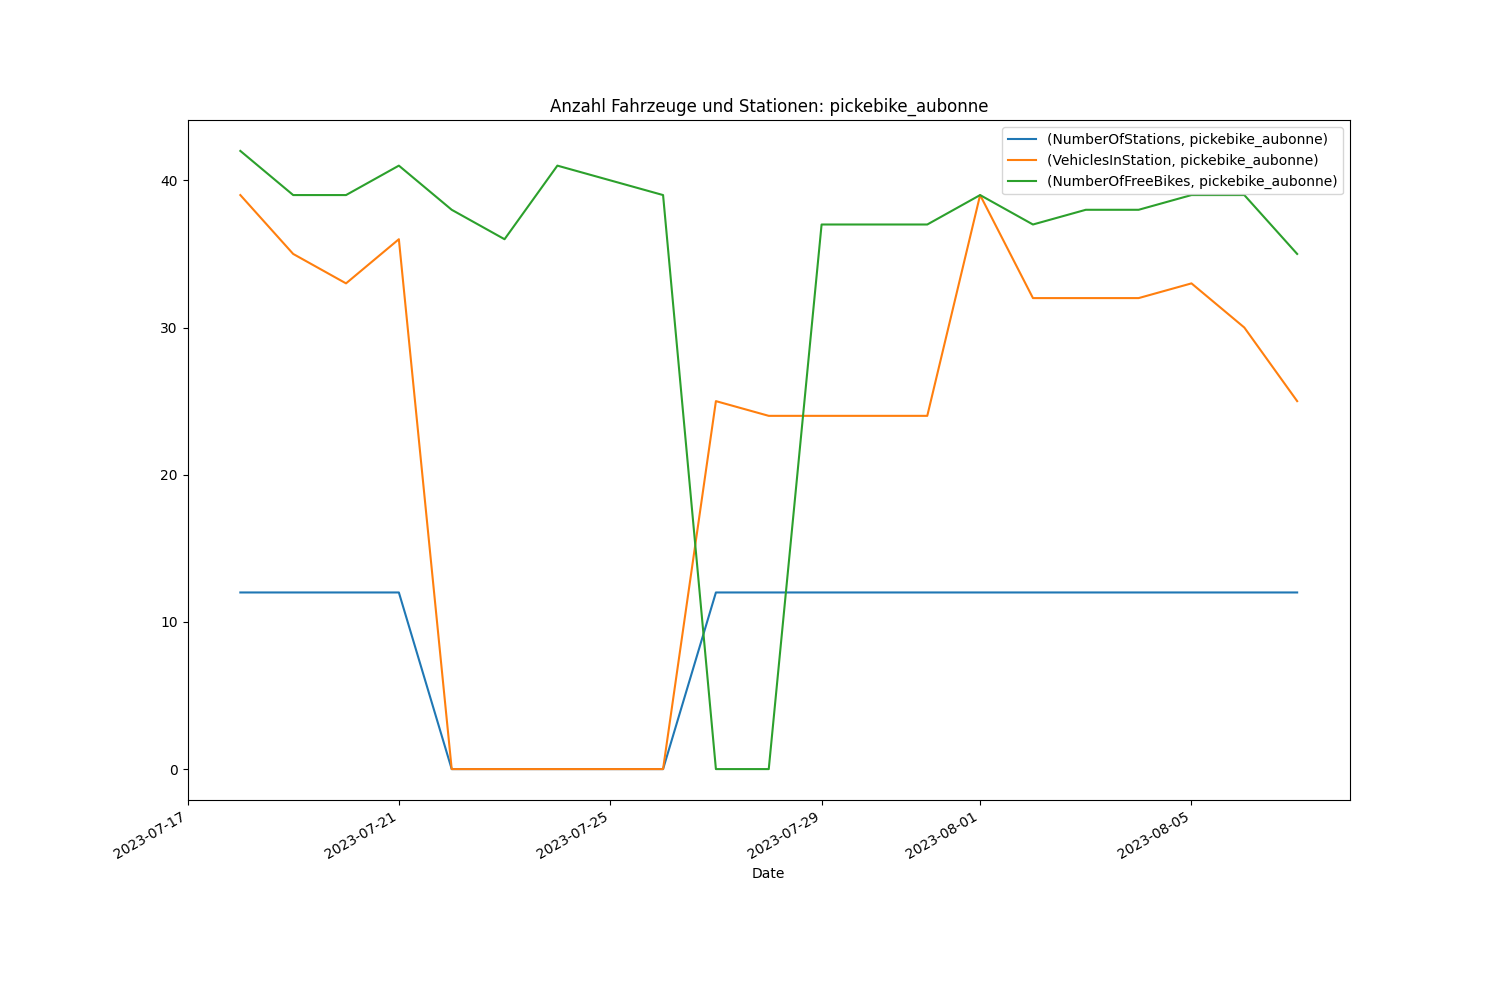 Anzahl Fahrzeuge und Stationen: pickebike_aubonne
(NumberOfStations, pickebike_aubonne)
(VehiclesInStation, pickebike_aubonne)
(NumberOfFreeBikes, pickebike_aubonne)
40
30
20
10
0
2023-07-17
2023-07-21
2023-07-25
2023-07-29
2023-08-01
2023-08-05
Date